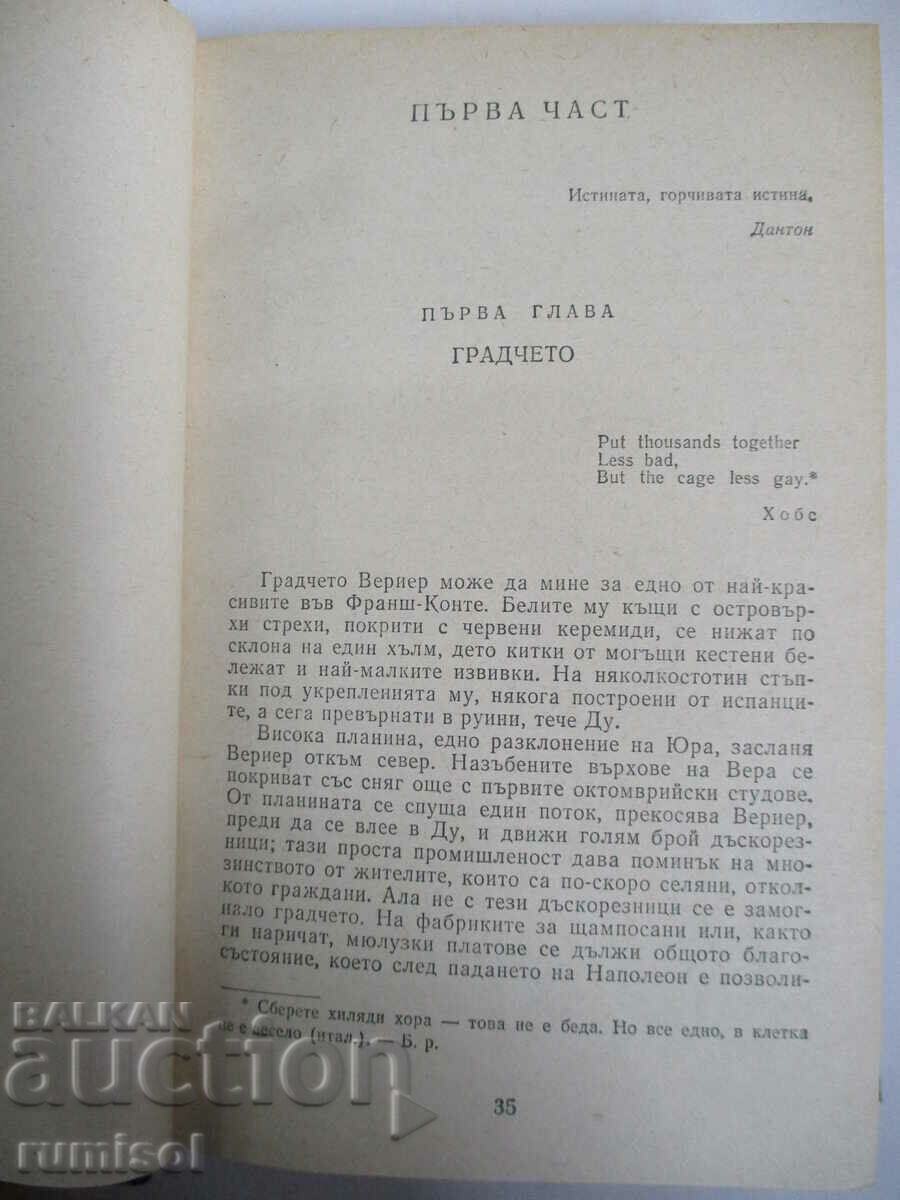 ПЪРВА ЧАСТ
Истината, горчивата истина.
Дантон
ПЪРВА ГЛАВА
ГРАДЧЕТО
Put thousands together
Less bad,
But the cage less gay.*
Хобс
Градчето Вериер може да мине за едно от най-кра-
сивите във Франш-Конте. Белите му къщи с островър-
хи стрехи, покрити с червени керемиди, се нижат по
склона на един хълм, дето китки от могъщи кестени бе-
лежат и най-малките извивки. На няколкостотин стъп-
ки под укрепленията му, някога построени от испанци-
те, а сега превърнати в руини, тече Ду.
Висока планина, едно разклонение на Юра, засланя
Вериер откъм север. Назъбените върхове на Вера се
покриват със сняг още с първите октомврийски студове.
От планината се спуща един поток, прекосява Вериер,
преди да се влее в Ду, и движи голям брой дъскорез-
ници; тази проста промишленост дава поминък на мно-
зинството от жителите, които са по-скоро селяни, откол-
кото граждани. Ала не с тези дъскорезници се е замог-
нало градчето. На фабриките за щампосани или, както
ги наричат, мюлузки платове се дължи общото благо-
състояние, което след падането на Наполеон е позволи-
* Сберете хиляди хора — това не е беда. Но все едно, в клетка
не е весело (итал.). — Б. р.
35
BALKAN
auction
rumisol